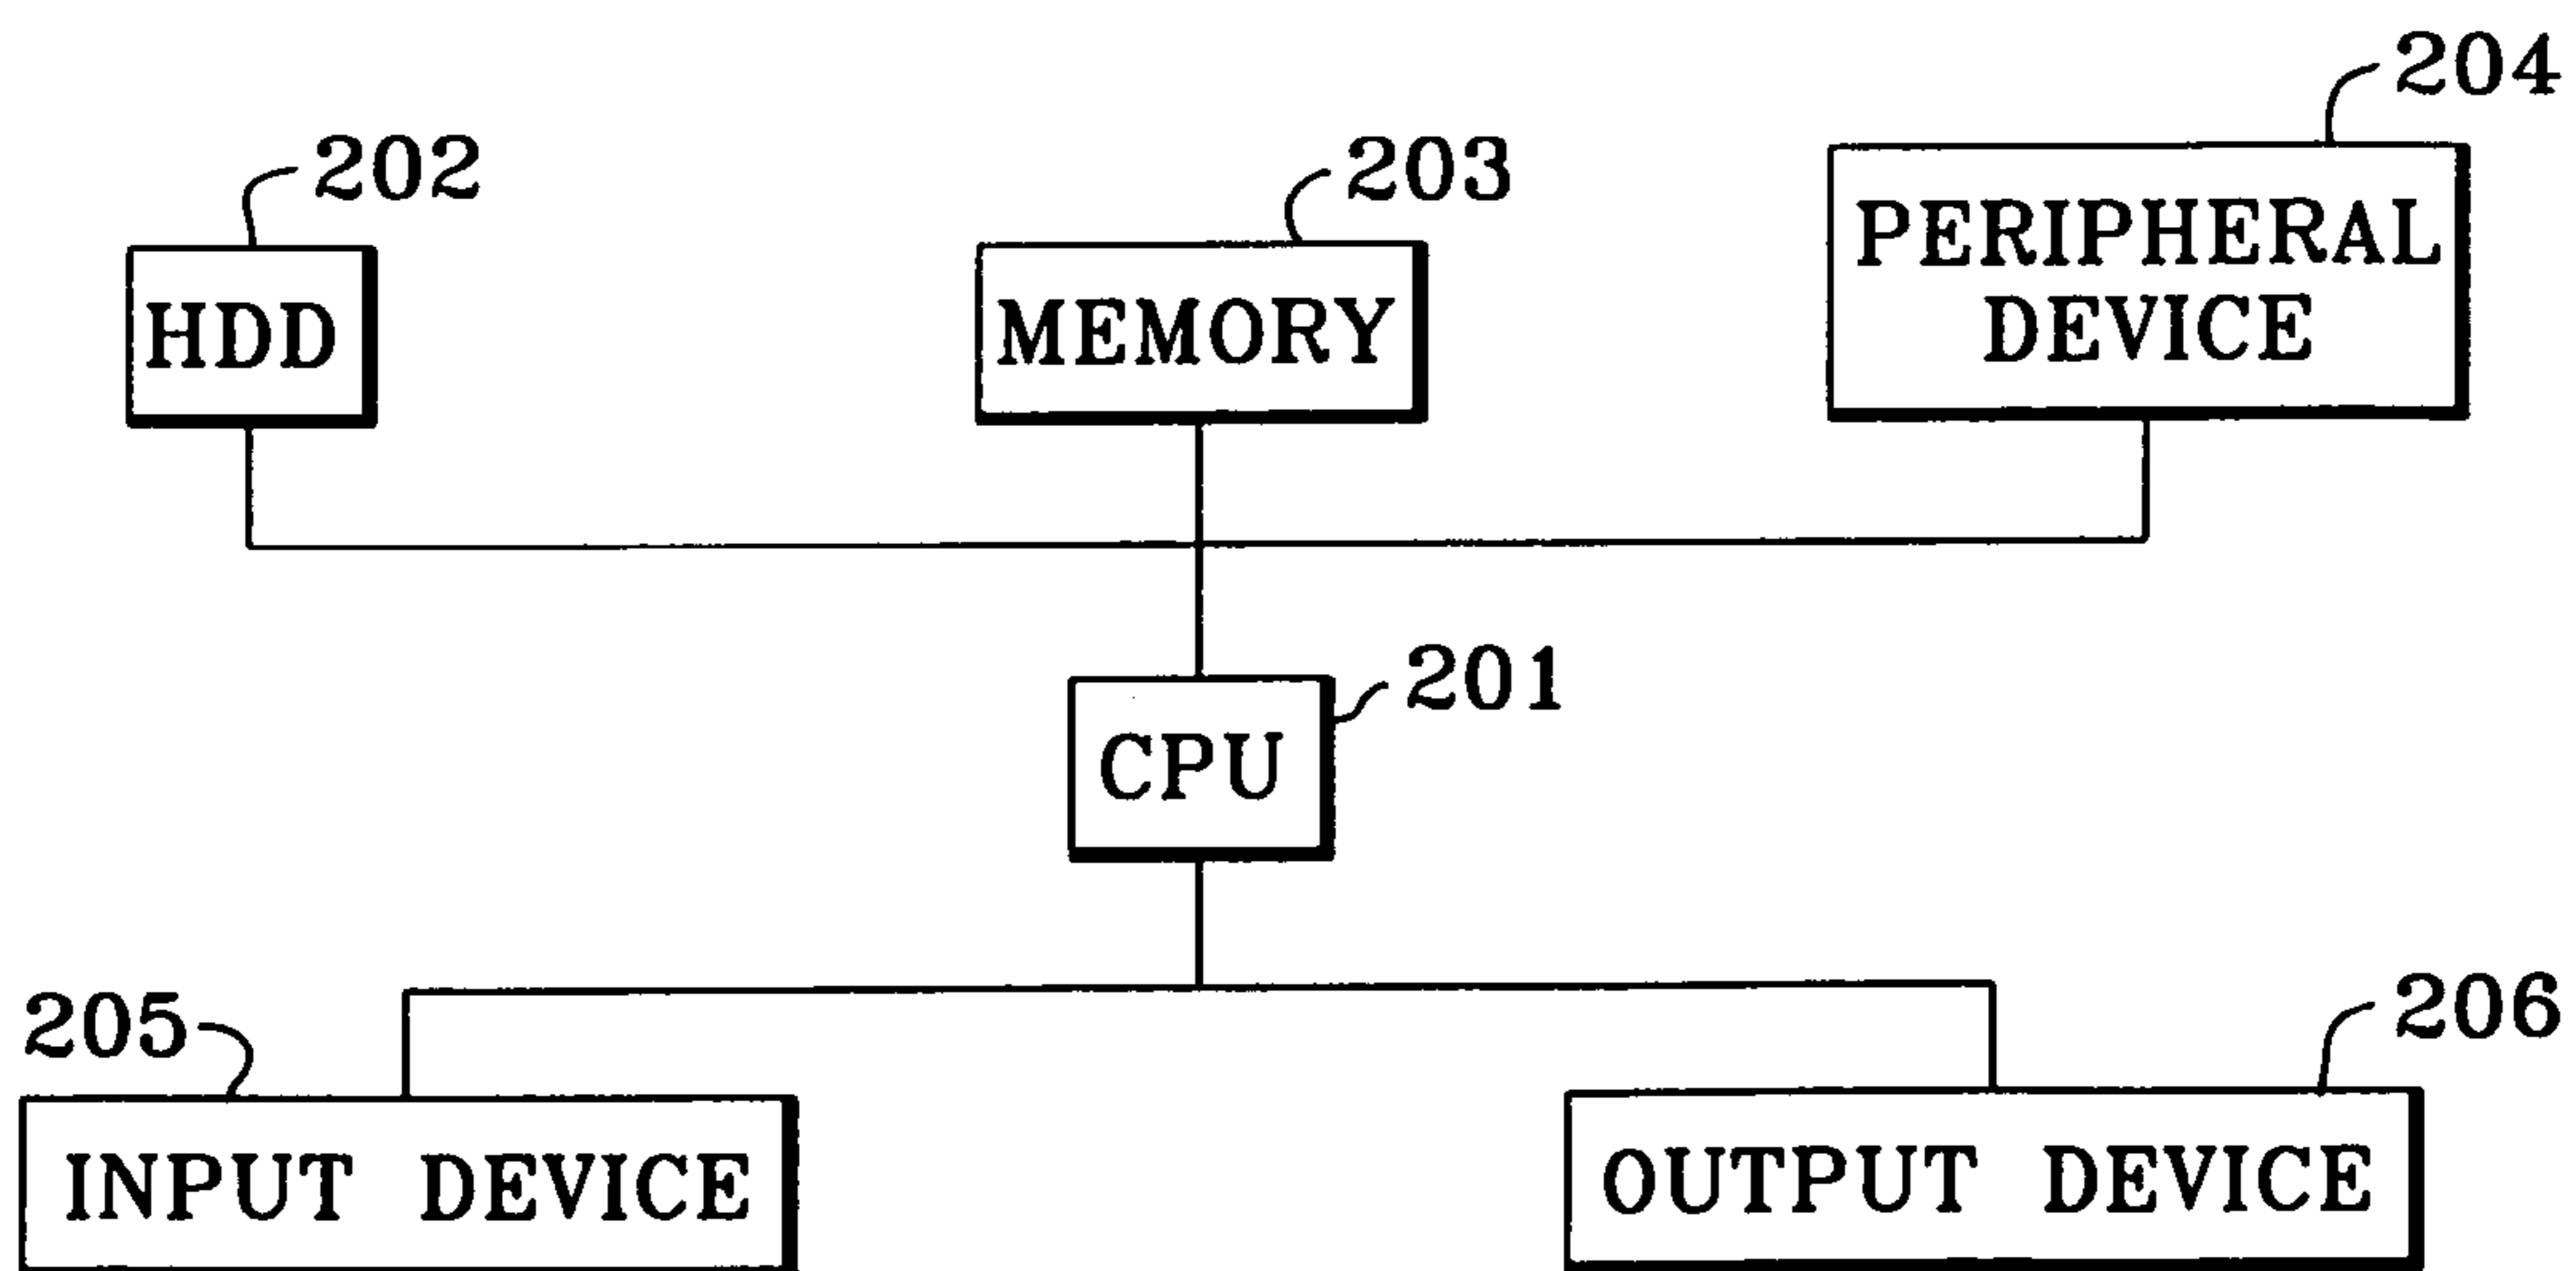 204
202
203
PERIPHERAL
DEVICE
HDD
MEMORY
201
CPU
205
206
INPUT DEVICE
OUTPUT DEVICE